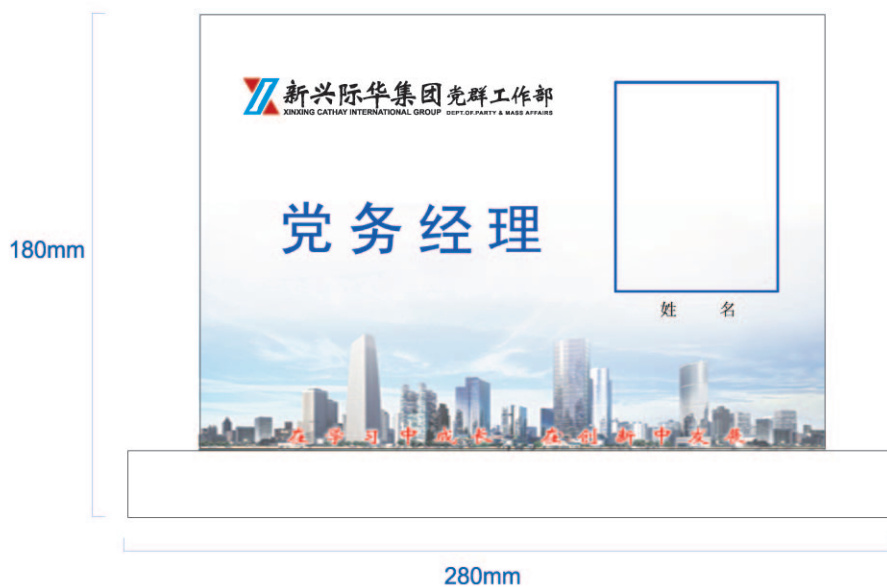 新兴际华集团党群工作部
XINXING CATHAY INTERNATIONAL GROUP DEPT.OF.PARTY & MASS AFFAIRS
180mm
党务经理
姓 名
在学习中成长 在创新中发展
280mm